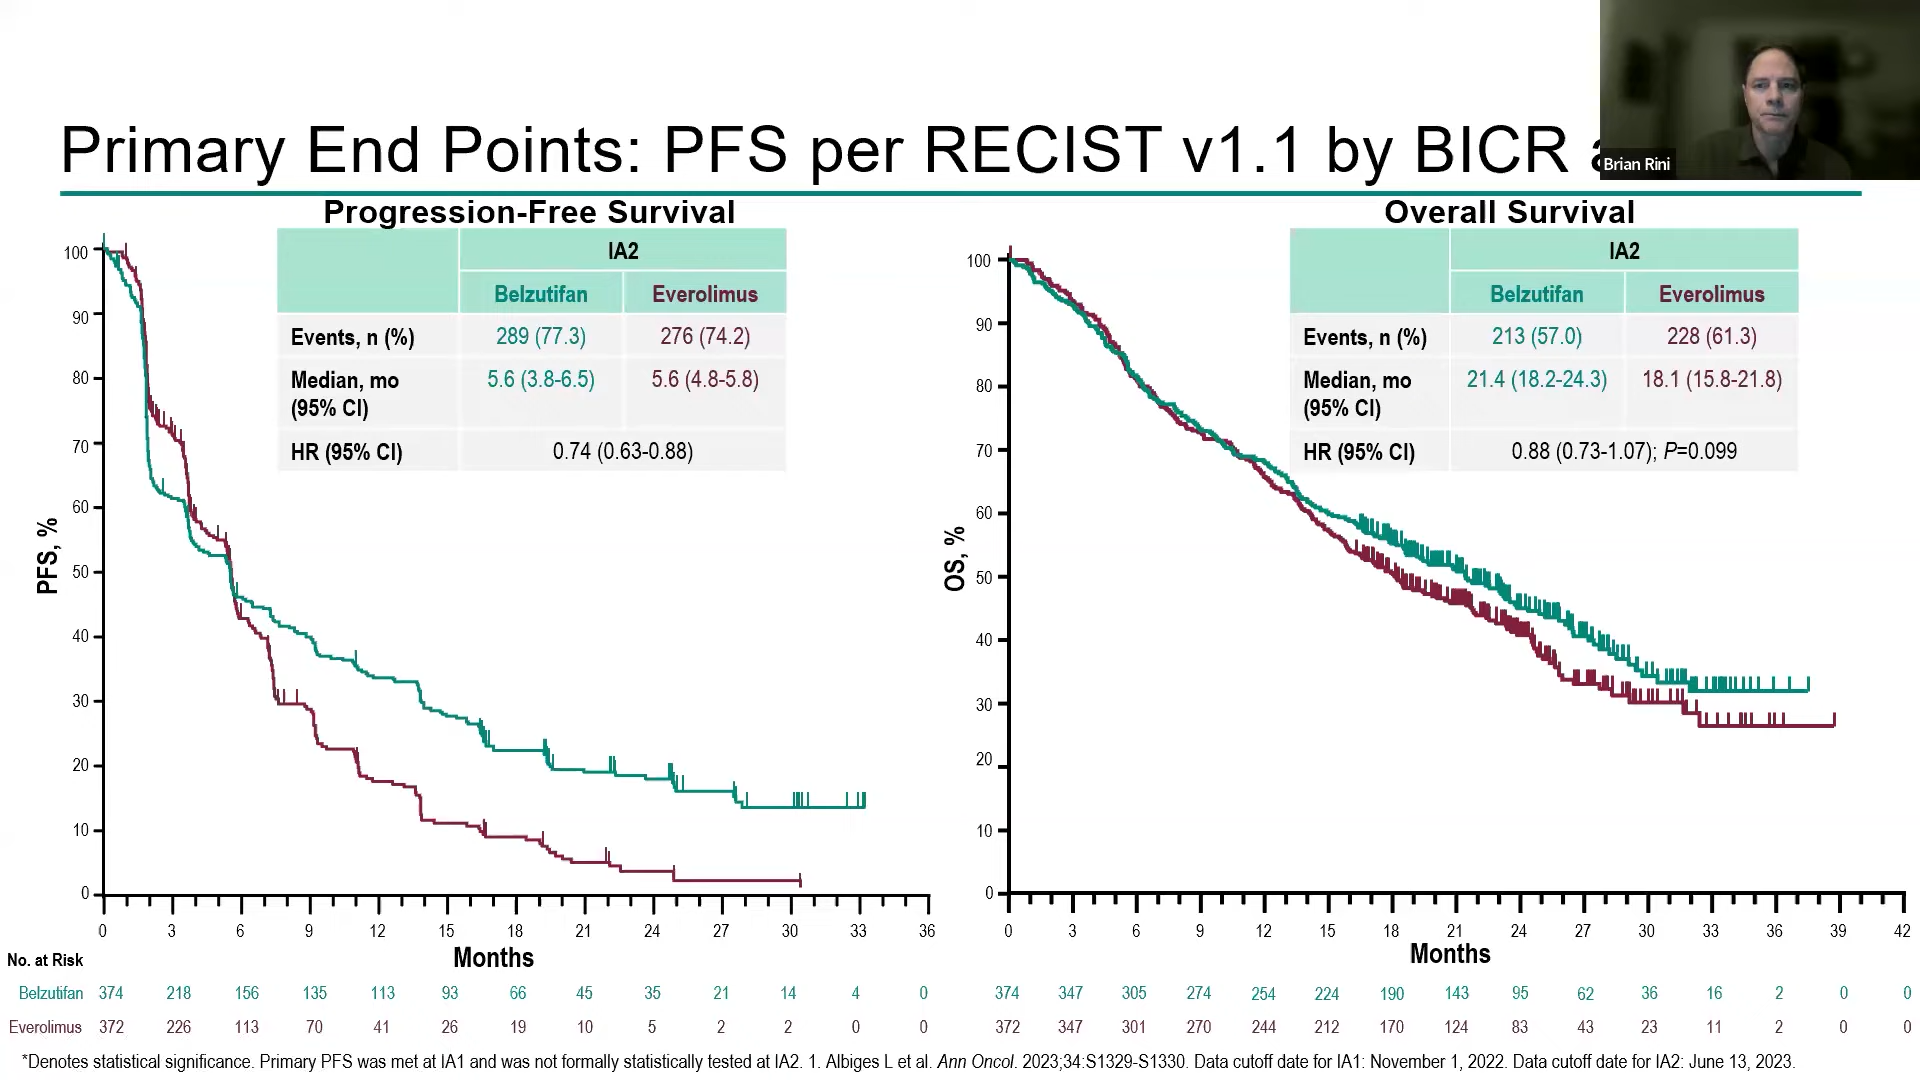 Primary End Points: PFS per RECIST v1.1 by BICR
Brian Rini
Progression-Free Survival
IA2
Belzutifan Everolimus
Events, n (%) 289 (77.3) 276 (74.2)
Median, mo 5.6 (3.8-6.5) 5.6 (4.8-5.8)
(95% CI)
HR (95% CI) 0.74 (0.63-0.88)
100
90
80
70
60
50
40
30
20
10
0
PFS, %
0 3 6 9 12 15 18 21 24 27 30 33 36
Months
Overall Survival
IA2
Belzutifan Everolimus
Events, n (%) 213 (57.0) 228 (61.3)
Median, mo 21.4 (18.2-24.3) 18.1 (15.8-21.8)
(95% CI)
HR (95% CI) 0.88 (0.73-1.07); P=0.099
100
90
80
70
60
50
40
30
20
10
0
OS, %
0 3 6 9 12 15 18 21 24 27 30 33 36 39 42
Months
No. at Risk
Belzutifan 374 218 156 135 113 93 66 45 35 21 14 4 0 374 347 305 274 254 224 190 143 95 62 36 16 2 0 0
Everolimus 372 226 113 70 41 26 19 10 5 2 2 0 0 372 347 301 270 244 212 170 124 83 43 23 11 2 0 0
*Denotes statistical significance. Primary PFS was met at IA1 and was not formally statistically tested at IA2. 1. Albiges L et al. Ann Oncol. 2023;34:S1329-S1330. Data cutoff date for IA1: November 1, 2022. Data cutoff date for IA2: June 13, 2023.